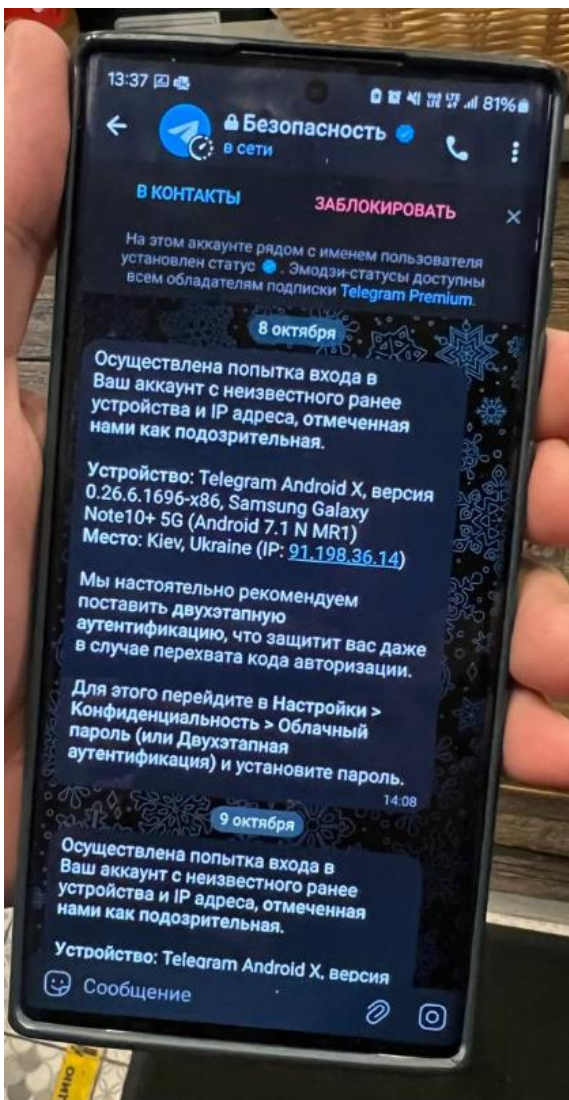 13:37
81%
Безопасность
в сети
В КОНТАКТЫ
ЗАБЛОКИРОВАТЬ
На этом аккаунте рядом с именем пользователя
установлен статус . Эмодзи-статусы доступны
всем обладателям подписки Telegram Premium.
8 октября
Осуществлена попытка входа в
Ваш аккаунт с неизвестного ранее
устройства и IP адреса, отмеченная
нами как подозрительная.
Устройство: Telegram Android X, версия
0.26.6.1696-x86, Samsung Galaxy
Note10+ 5G (Android 7.1 N MR1)
Место: Kiev, Ukraine (IP: 91.198.36.14)
Мы настоятельно рекомендуем
поставить двухэтапную
аутентификацию, что защитит вас даже
в случае перехвата кода авторизации.
Для этого перейдите в Настройки >
Конфиденциальность > Облачный
пароль (или Двухэтапная
аутентификация) и установите пароль.
14:08
9 октября
Осуществлена попытка входа в
Ваш аккаунт с неизвестного ранее
устройства и IP адреса, отмеченная
нами как подозрительная.
Устройство: Telegram Android X, версия
Сообщение